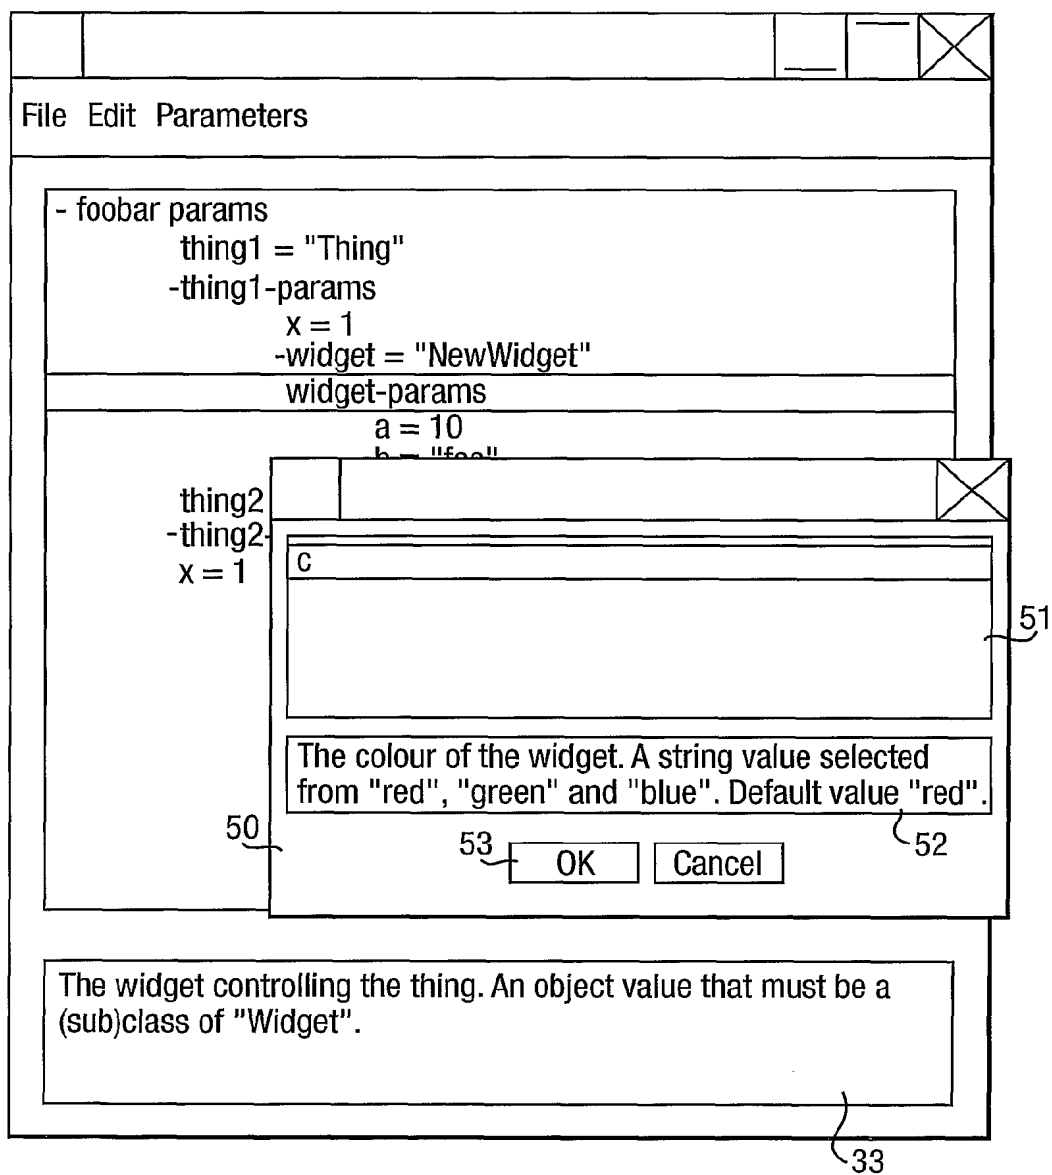 File Edit Parameters
- foobar params
thing1 = "Thing"
-thing1-params
x = 1
-widget = "NewWidget"
widget-params
a = 10
thing2
-thing2-
x = 1
C
51
The colour of the widget. A string value selected
from "red", "green" and "blue". Default value "red".
50
53
OK
Cancel
52
The widget controlling the thing. An object value that must be a
(sub)class of "Widget".
33